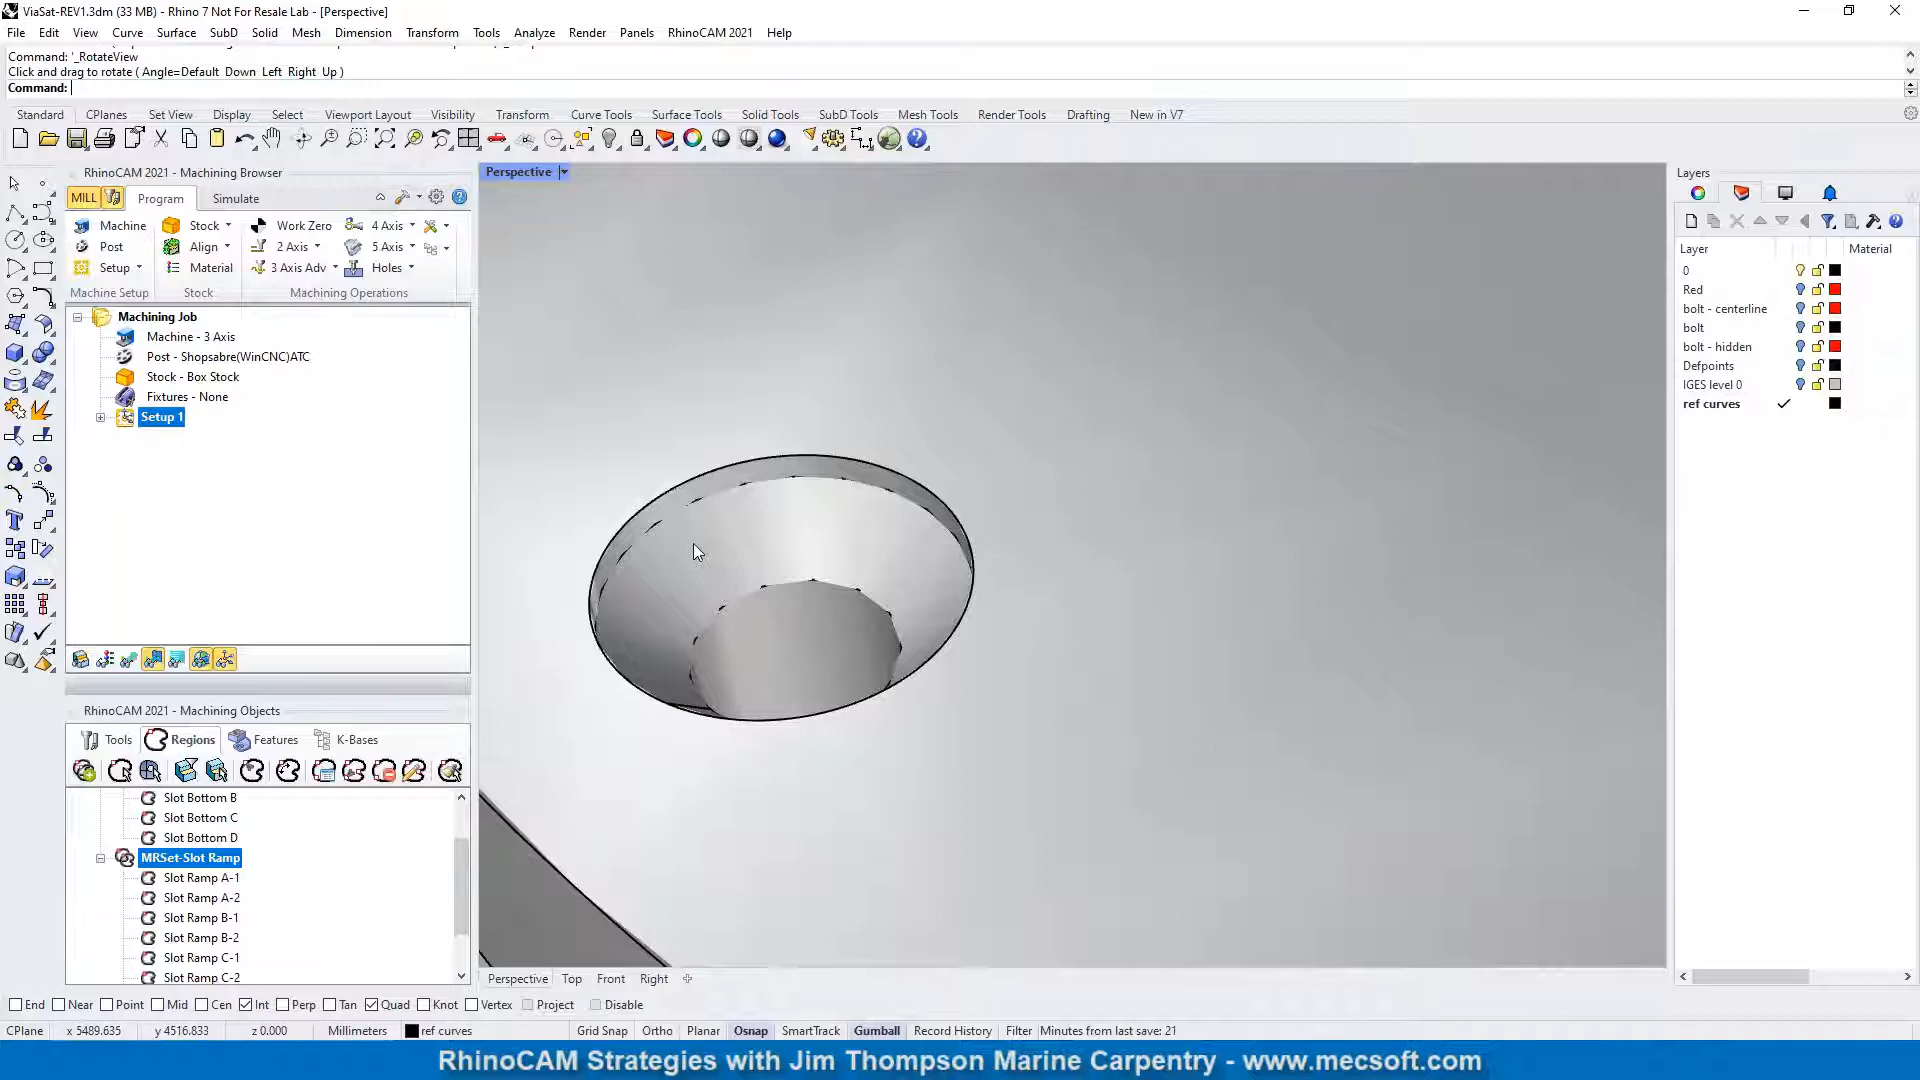 ViaSat-REV1.3dm (33 MB) - Rhino 7 Not For Resale Lab - [Perspective]
File Edit View Curve Surface SubD Solid Mesh Dimension Transform Tools Analyze Render Panels RhinoCAM 2021 Help
Command: '_RotateView
Click and drag to rotate ( Angle=Default Down Left Right Up )
Command:
Standard CPlanes Set View Display Select Viewport Layout Visibility Transform Curve Tools Surface Tools Solid Tools SubD Tools Mesh Tools Render Tools Drafting New in V7
RhinoCAM 2021 - Machining Browser
MILL Program Simulate
Machine Stock Work Zero 4 Axis
Post Align 2 Axis 5 Axis
Setup Material 3 Axis Adv Holes
Machine Setup Stock Machining Operations
Machining Job
Machine - 3 Axis
Post - Shopsabre(WinCNC)ATC
Stock - Box Stock
Fixtures - None
Setup 1
RhinoCAM 2021 - Machining Objects
Tools Regions Features K-Bases
Slot Bottom B
Slot Bottom C
Slot Bottom D
MRSet-Slot Ramp
Slot Ramp A-1
Slot Ramp A-2
Slot Ramp B-1
Slot Ramp B-2
Slot Ramp C-1
Slot Ramp C-2
Perspective
Perspective Top Front Right
Layers
Layer Material
0
Red
bolt - centerline
bolt
bolt - hidden
Defpoints
IGES level 0
ref curves
End Near Point Mid Cen Int Perp Tan Quad Knot Vertex Project Disable
CPlane x 5489.635 y 4516.833 z 0.000 Millimeters ref curves Grid Snap Ortho Planar Osnap SmartTrack Gumball Record History Filter Minutes from last save: 21
RhinoCAM Strategies with Jim Thompson Marine Carpentry - www.mecsoft.com